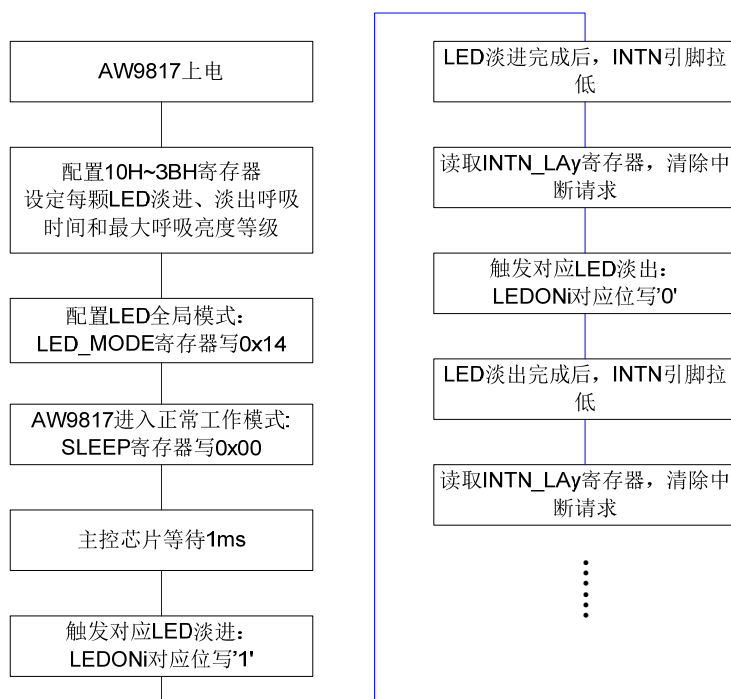 AW9817上电
配置10H~3BH寄存器
设定每颗LED淡进、淡出呼吸
时间和最大呼吸亮度等级
配置LED全局模式：
LED_MODE寄存器写0x14
AW9817进入正常工作模式:
SLEEP寄存器写0x00
主控芯片等待1ms
触发对应LED淡进：
LEDONi对应位写'1'
LED淡进完成后，INTN引脚拉
低
读取INTN_LAy寄存器，清除中
断请求
触发对应LED淡出：
LEDONi对应位写'0'
LED淡出完成后，INTN引脚拉
低
读取INTN_LAy寄存器，清除中
断请求